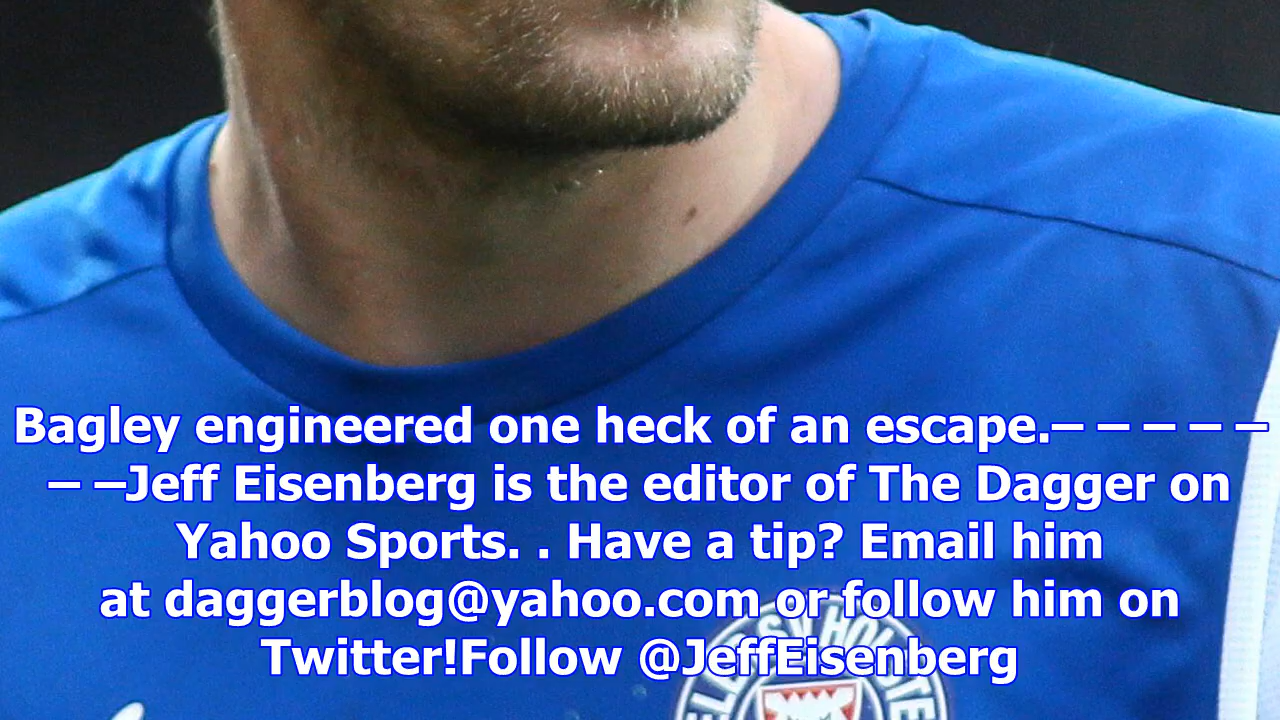 Bagley engineered one heck of an escape.— — — — —
— —Jeff Eisenberg is the editor of The Dagger on
Yahoo Sports. . Have a tip? Email him
at daggerblog@yahoo.com or follow him on
Twitter!Follow @JeffEisenberg